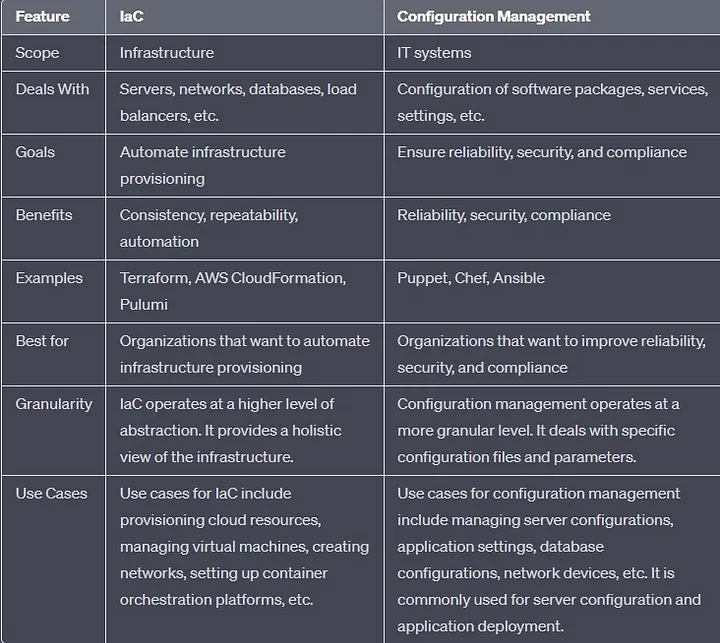 Feature IaC Configuration Management
Scope Infrastructure IT systems
Deals With Servers, networks, databases, load Configuration of software packages, services,
balancers, etc. settings, etc.
Goals Automate infrastructure Ensure reliability, security, and compliance
provisioning
Benefits Consistency, repeatability, Reliability, security, compliance
automation
Examples Terraform, AWS CloudFormation, Puppet, Chef, Ansible
Pulumi
Best for Organizations that want to automate Organizations that want to improve reliability,
infrastructure provisioning security, and compliance
Granularity IaC operates at a higher level of Configuration management operates at a
abstraction. It provides a holistic more granular level. It deals with specific
view of the infrastructure. configuration files and parameters.
Use Cases Use cases for IaC include Use cases for configuration management
provisioning cloud resources, include managing server configurations,
managing virtual machines, creating application settings, database
networks, setting up container configurations, network devices, etc. It is
orchestration platforms, etc. commonly used for server configuration and
application deployment.